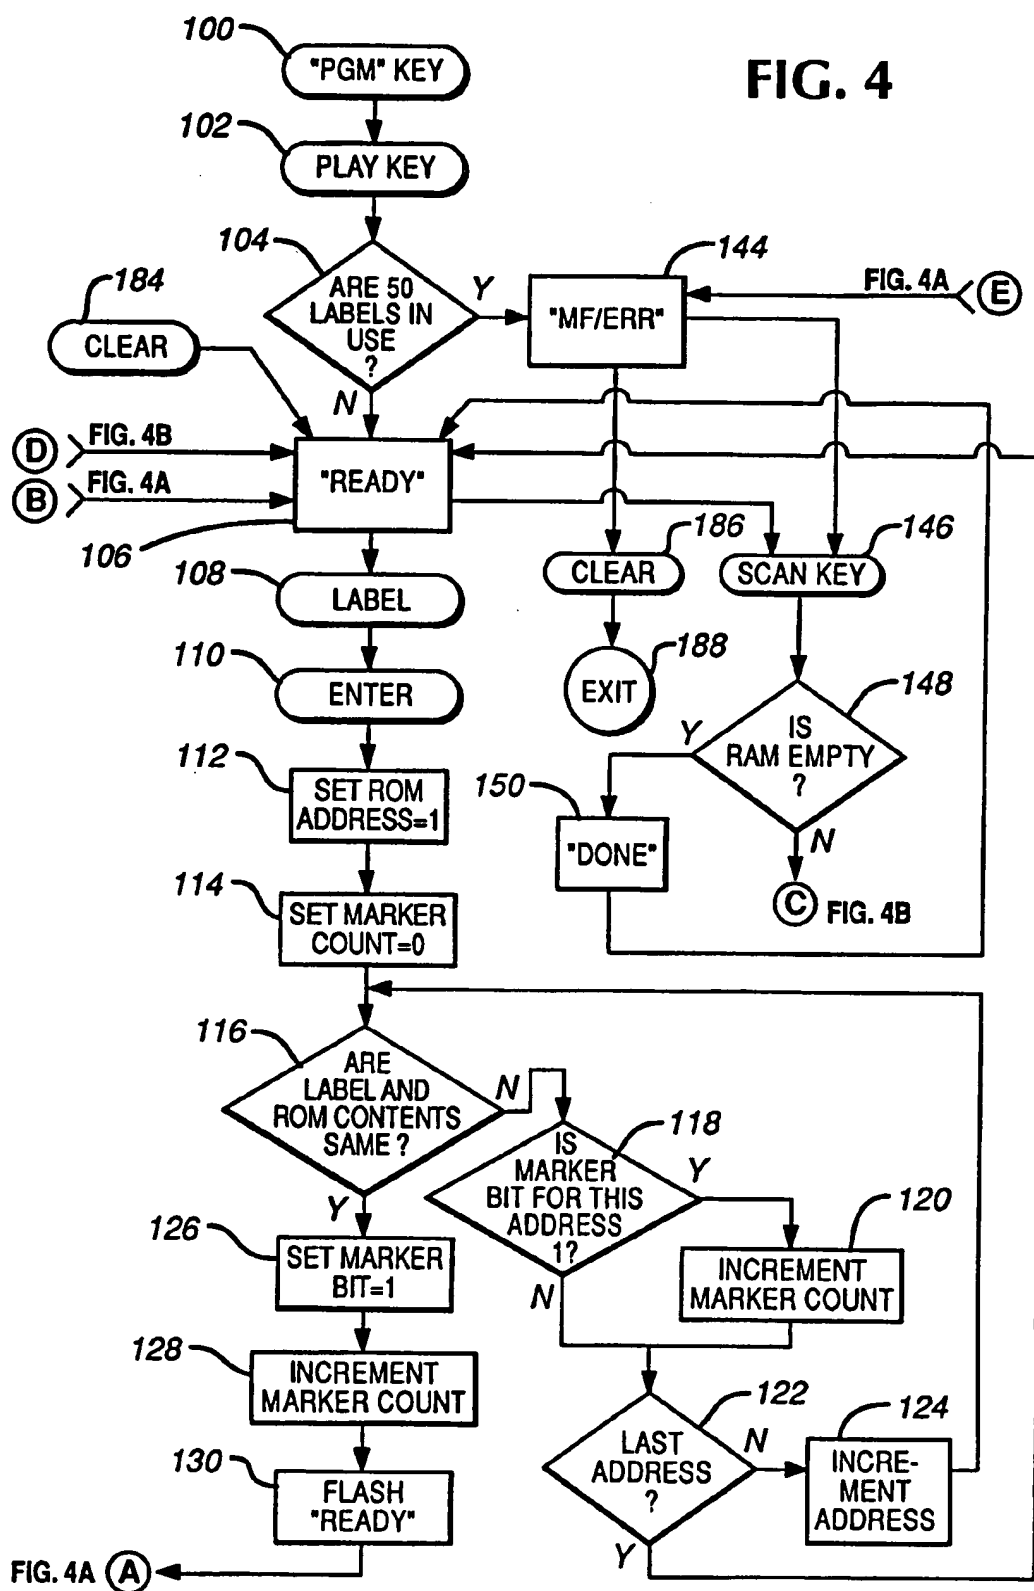 100
"PGM" KEY
FIG. 4
102
PLAY KEY
104
ARE 50
LABELS IN
USE
?
Y
N
144
"MF/ERR"
FIG. 4A
E
184
CLEAR
D
FIG. 4B
B
FIG. 4A
"READY"
106
186
CLEAR
146
SCAN KEY
108
LABEL
188
EXIT
110
ENTER
148
IS
RAM EMPTY
?
Y
N
112
SET ROM
ADDRESS=1
150
"DONE"
C
FIG. 4B
114
SET MARKER
COUNT=0
116
ARE
LABEL AND
ROM CONTENTS
SAME ?
N
Y
118
IS
MARKER
BIT FOR THIS
ADDRESS
1?
Y
N
120
INCREMENT
MARKER COUNT
126
SET MARKER
BIT=1
128
INCREMENT
MARKER COUNT
122
LAST
ADDRESS
?
N
Y
124
INCRE-
MENT
ADDRESS
130
FLASH
"READY"
FIG. 4A
A